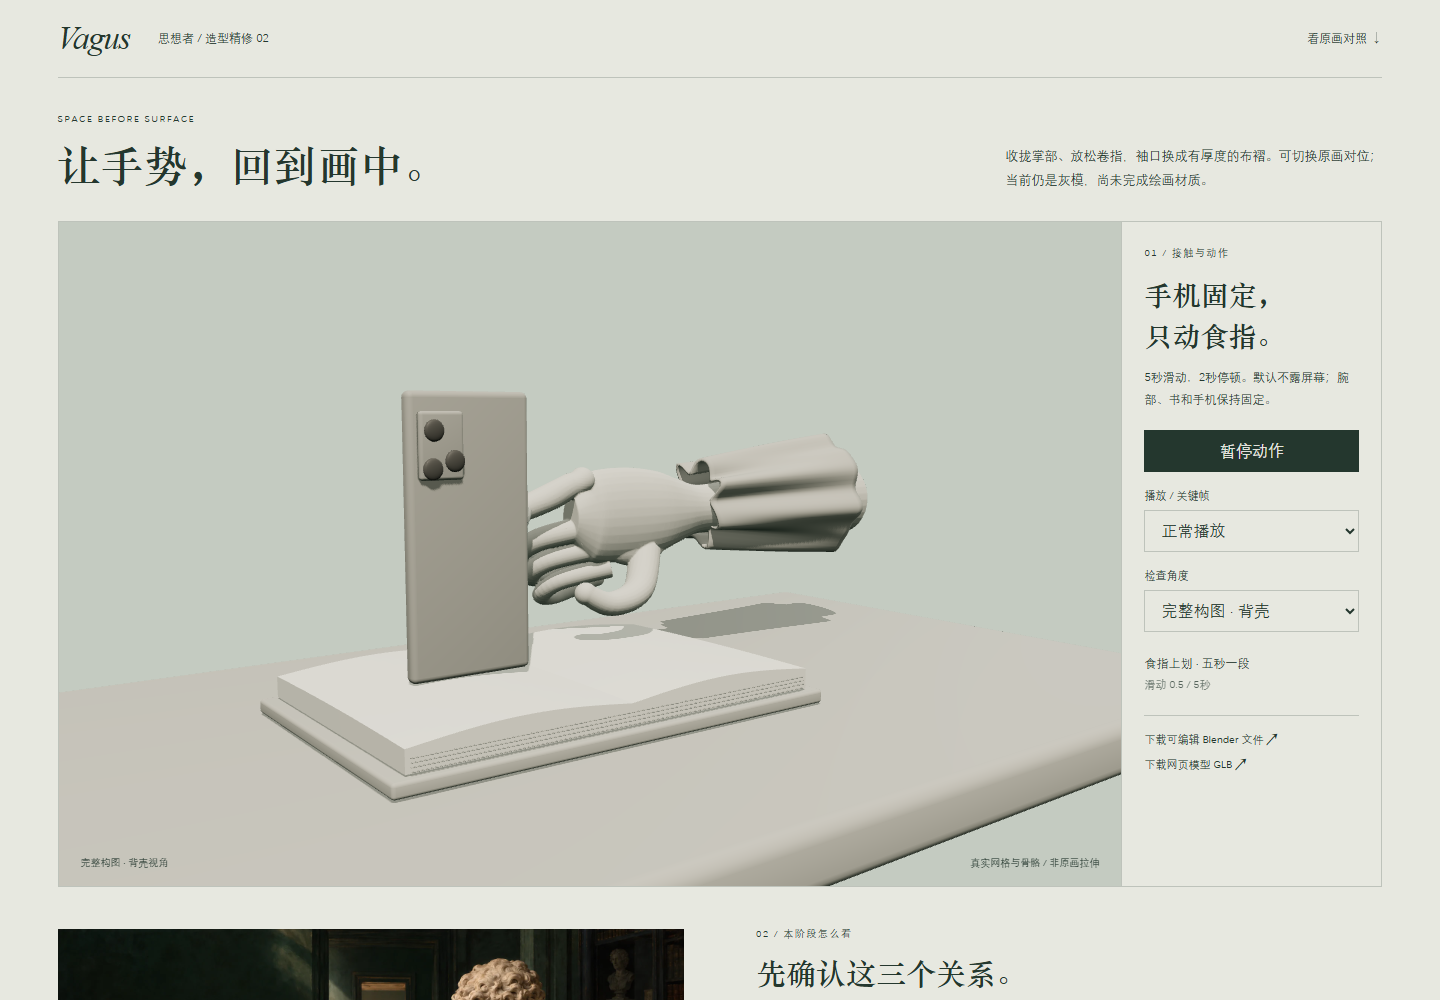 Vagus
思想者 / 造型精修 02
看原画对照 ↓
SPACE BEFORE SURFACE
让手势，回到画中。
收拢掌部、放松卷指，袖口换成有厚度的布褶。可切换原画对位；
当前仍是灰模，尚未完成绘画材质。
01 / 接触与动作
手机固定，
只动食指。
5秒滑动，2秒停顿。默认不露屏幕；腕
部、书和手机保持固定。
暂停动作
播放 / 关键帧
正常播放
检查角度
完整构图 · 背壳
食指上划 · 五秒一段
滑动 0.5 / 5秒
下载可编辑 Blender 文件 ↗
下载网页模型 GLB ↗
完整构图 · 背壳视角
真实网格与骨骼 / 非原画拉伸
02 / 本阶段怎么看
先确认这三个关系。